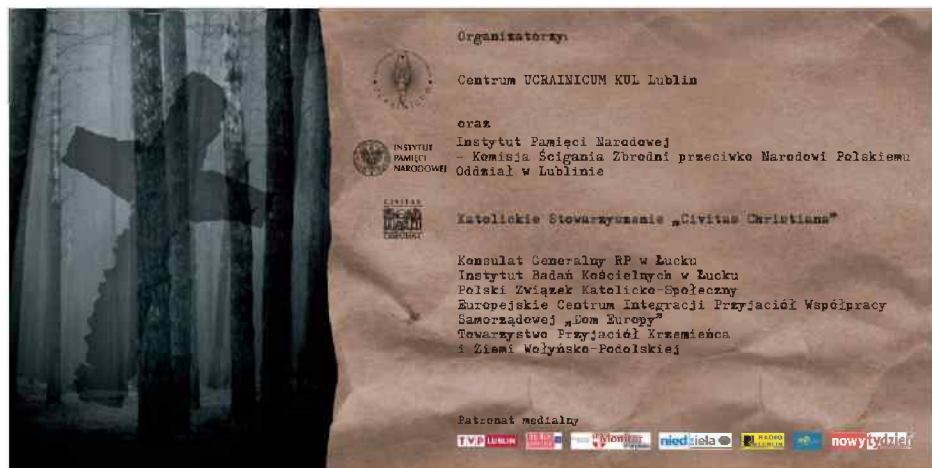 Organizatorzy:
Centrum UCRAINICUM KUL Lublin
oraz
INSTYTUT
PAMIĘCI
NARODOWEJ
Instytut Pamięci Narodowej
– Komisja Ścigania Zbrodni przeciwko Narodowi Polskiemu
Oddział w Lublinie
CIVITAS
Katolickie Stowarzyszenie „Civitas Christiana”
Konsulat Generalny RP w Łucku
Instytut Badań Kościelnych w Łucku
Polski Związek Katolicko-Społeczny
Europejskie Centrum Integracji Przyjaciół Współpracy
Samorządowej „Dom Europy”
Towarzystwo Przyjaciół Krzemieńca
i Ziemi Wołyńsko-Podolskiej
Patronat medialny
TVP LUBLIN
Monitor
niedziela
RADIO
LUBLIN
nowy tydzień